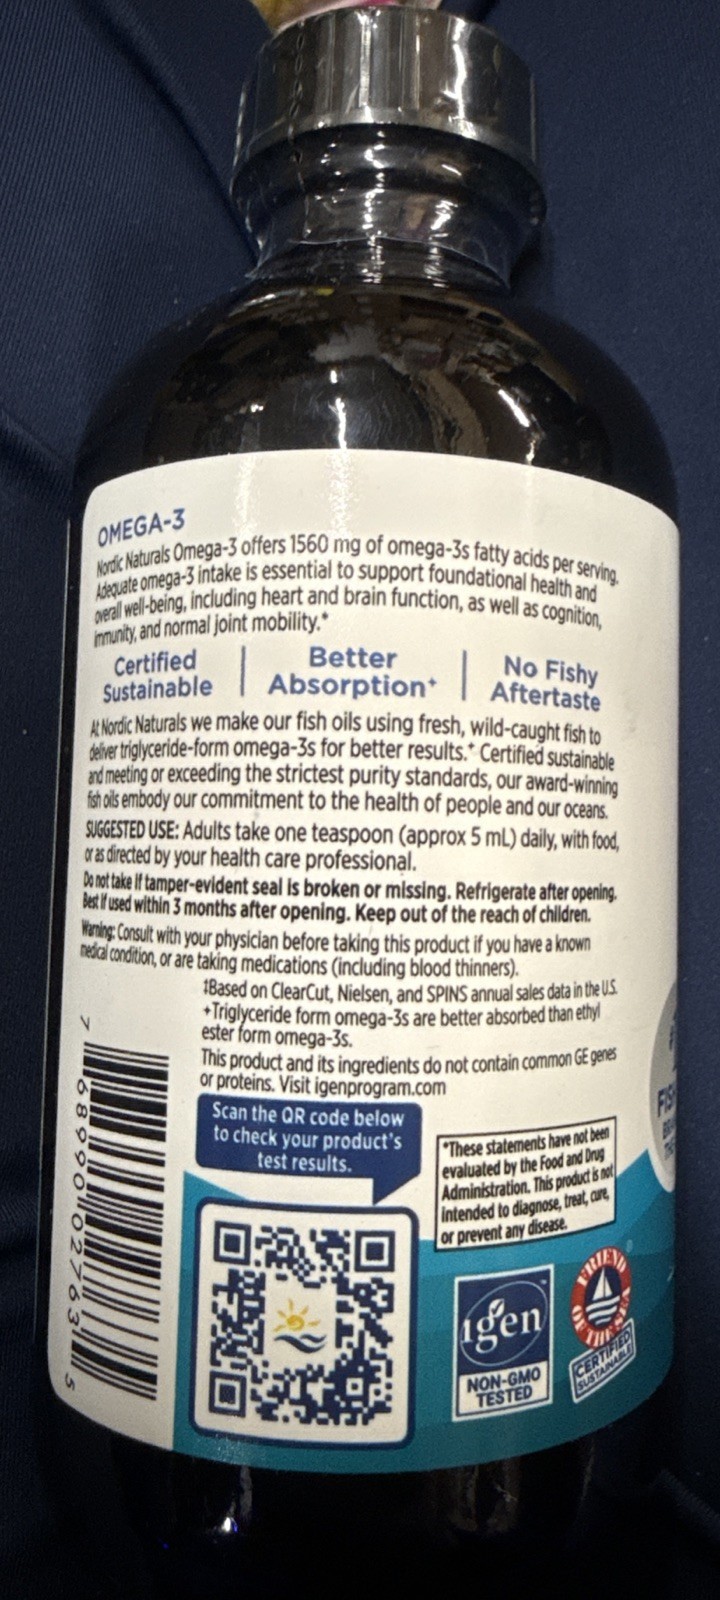 OMEGA-3
Nordic Naturals Omega-3 offers 1560 mg of omega-3s fatty acids per serving.
Adequate omega-3 intake is essential to support foundational health and
overall well-being, including heart and brain function, as well as cognition,
immunity, and normal joint mobility.*
Certified Sustainable | Better Absorption⁺ | No Fishy Aftertaste
At Nordic Naturals we make our fish oils using fresh, wild-caught fish to
deliver triglyceride-form omega-3s for better results.⁺ Certified sustainable
and meeting or exceeding the strictest purity standards, our award-winning
fish oils embody our commitment to the health of people and our oceans.
SUGGESTED USE: Adults take one teaspoon (approx 5 mL) daily, with food,
or as directed by your health care professional.
Do not take if tamper-evident seal is broken or missing. Refrigerate after opening.
Best if used within 3 months after opening. Keep out of the reach of children.
Warning: Consult with your physician before taking this product if you have a known
medical condition, or are taking medications (including blood thinners).
‡Based on ClearCut, Nielsen, and SPINS annual sales data in the U.S.
⁺Triglyceride form omega-3s are better absorbed than ethyl
ester form omega-3s.
This product and its ingredients do not contain common GE genes
or proteins. Visit igenprogram.com
Scan the QR code below
to check your product's
test results.
*These statements have not been
evaluated by the Food and Drug
Administration. This product is not
intended to diagnose, treat, cure,
or prevent any disease.
7 68990 02763 5
igen™
NON-GMO
TESTED
FRIEND
OF THE SEA
CERTIFIED
SUSTAINABLE